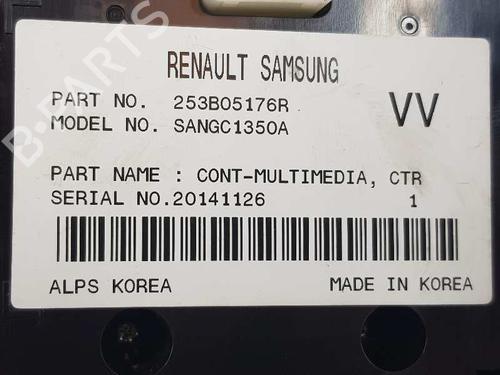 RENAULT SAMSUNG
PART NO. 253B05176R
VV
MODEL NO. SANGC1350A
PART NAME : CONT-MULTIMEDIA, CTR
SERIAL NO.20141126 1
ALPS KOREA MADE IN KOREA
B-PARTS